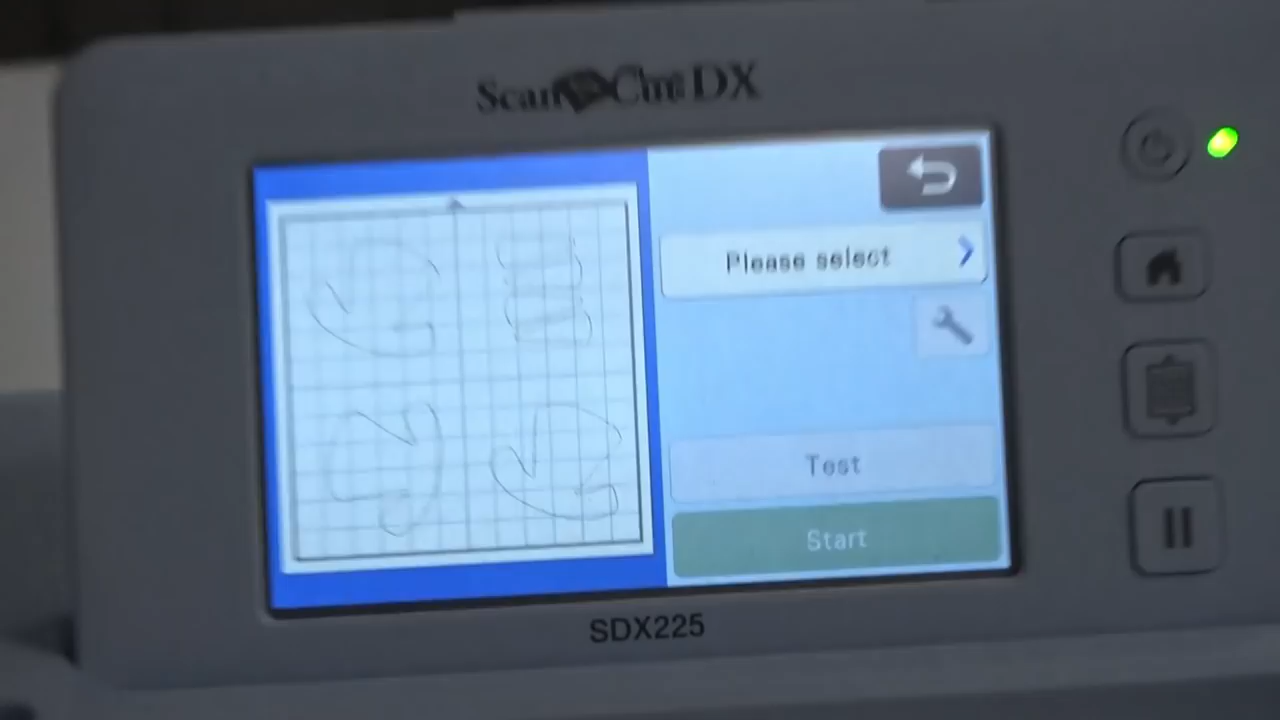 ScanNCut DX
Please select
Test
Start
SDX225